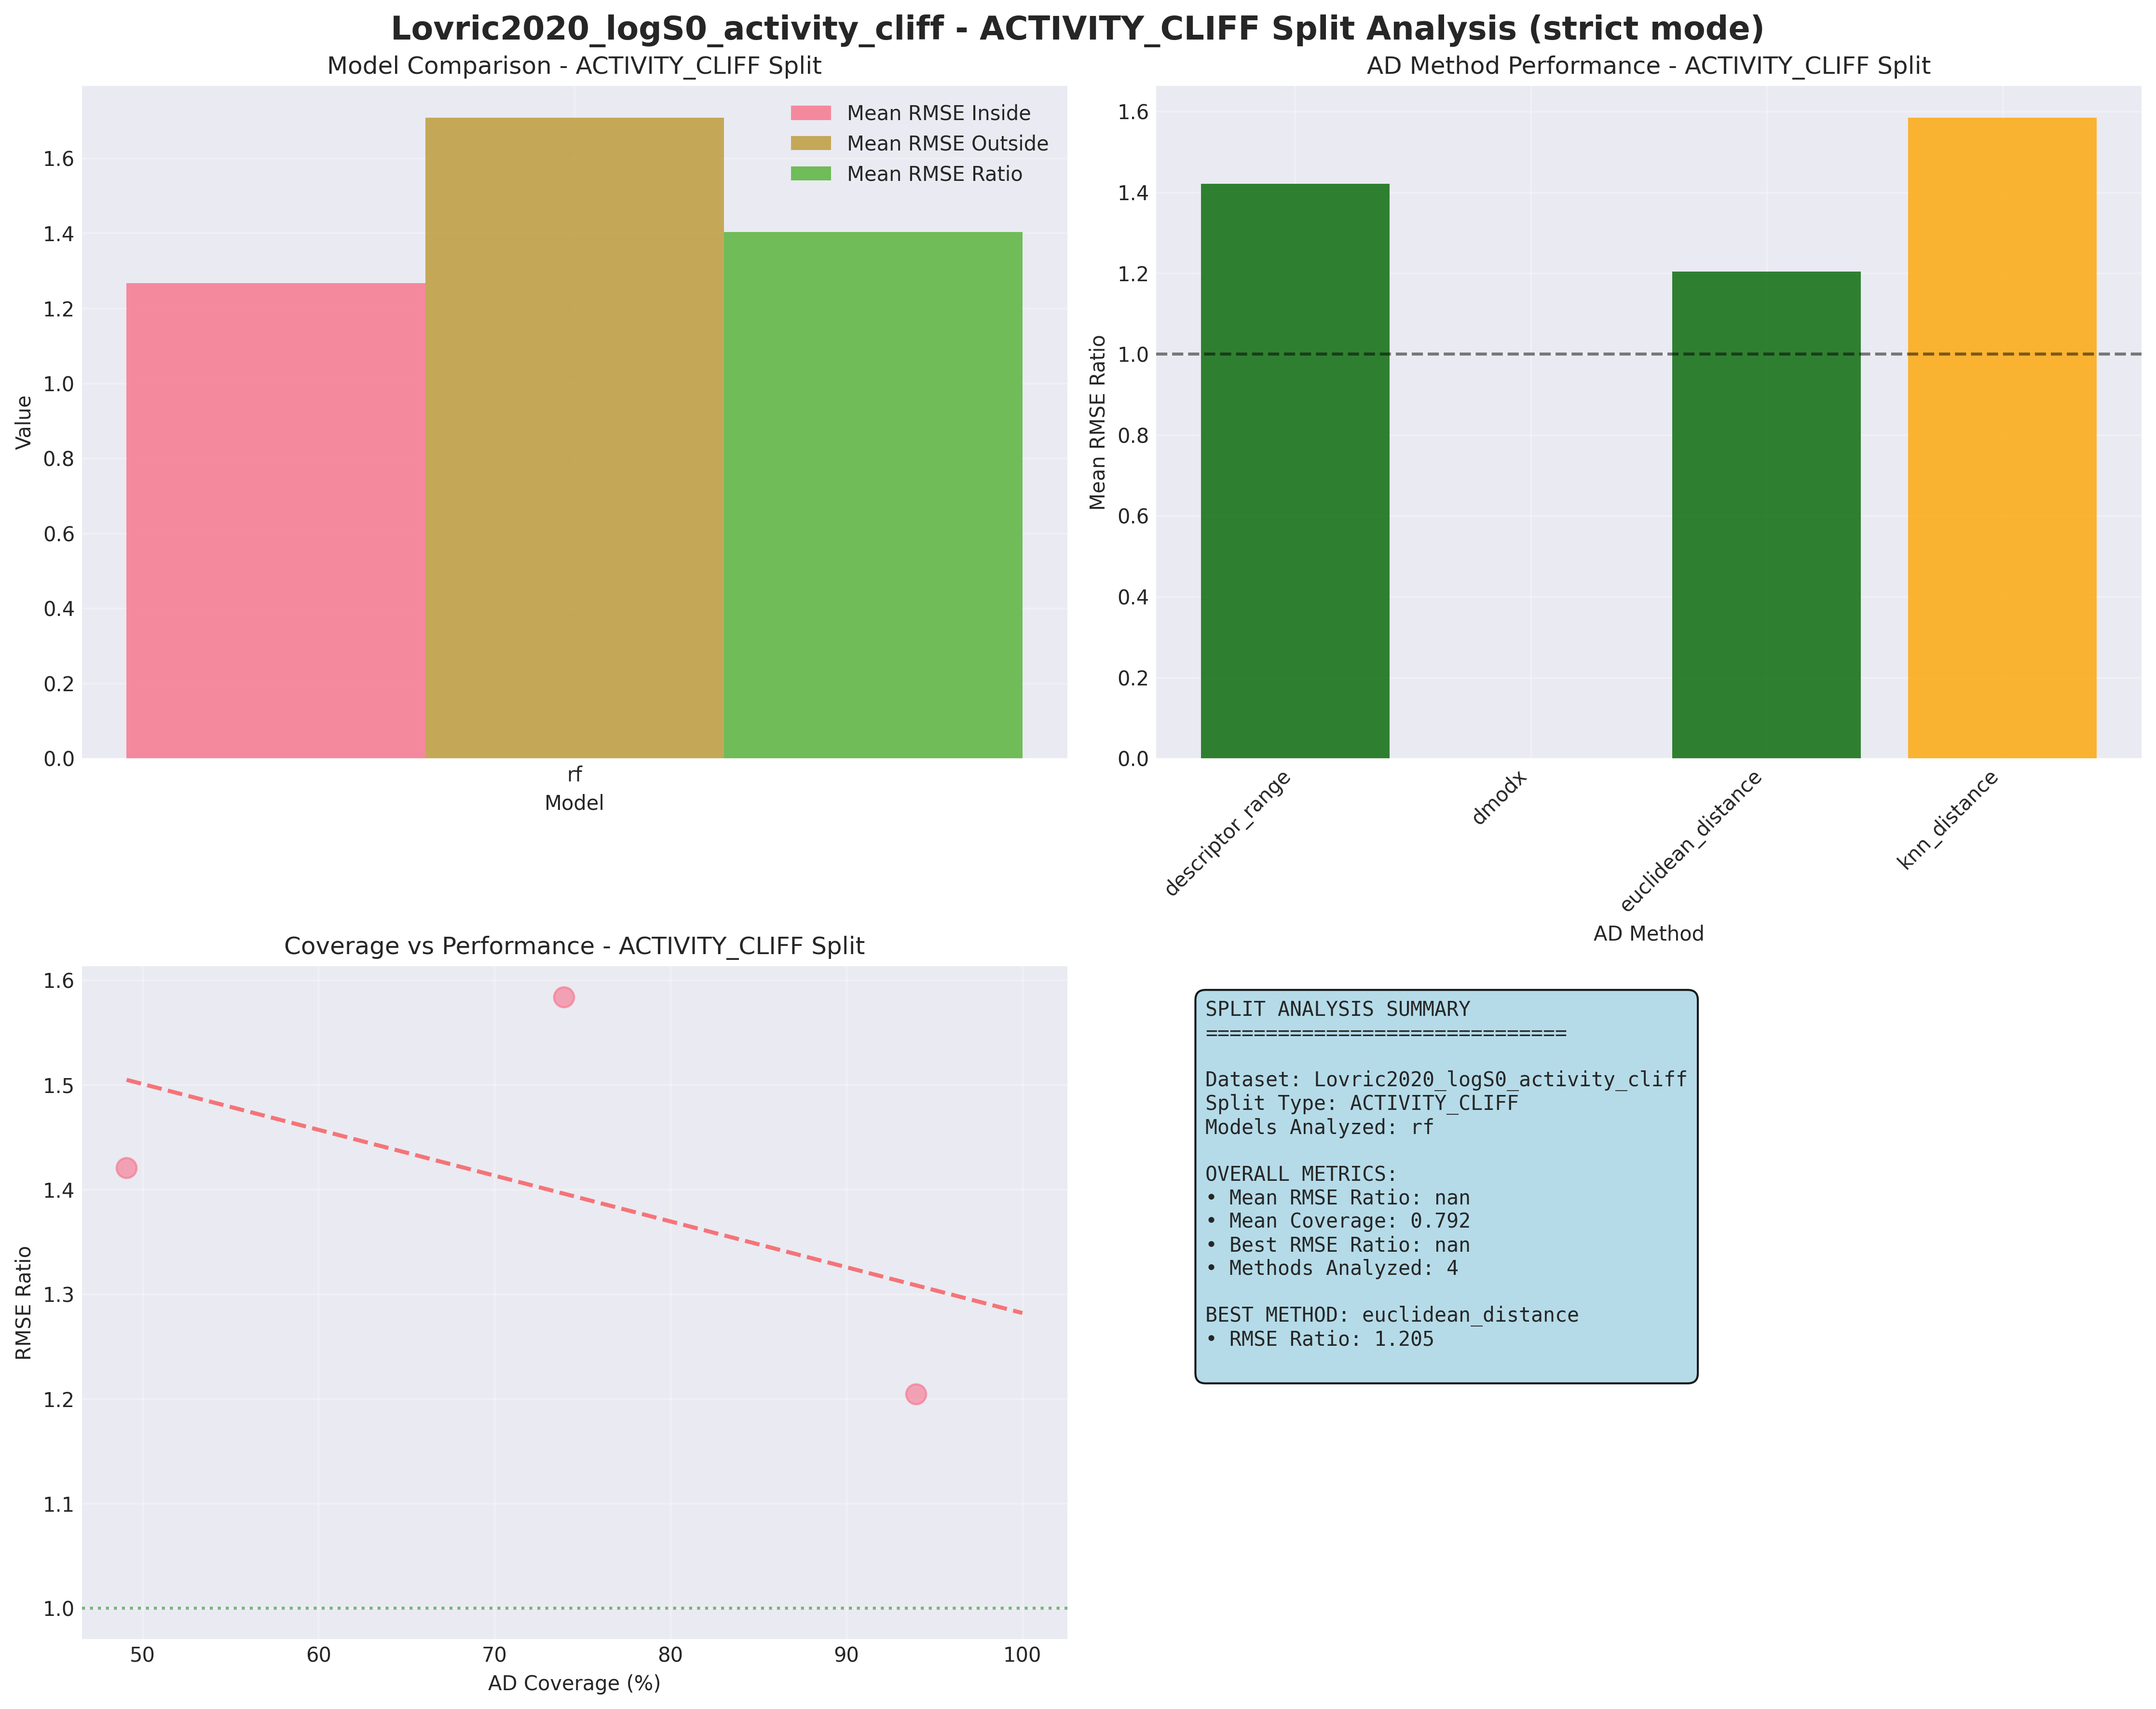 Lovric2020_logS0_activity_cliff - ACTIVITY_CLIFF Split Analysis (strict mode)
Model Comparison - ACTIVITY_CLIFF Split
Mean RMSE Inside
Mean RMSE Outside
Mean RMSE Ratio
Value
1.6
1.4
1.2
1.0
0.8
0.6
0.4
0.2
0.0
rf
Model
AD Method Performance - ACTIVITY_CLIFF Split
Mean RMSE Ratio
1.6
1.4
1.2
1.0
0.8
0.6
0.4
0.2
0.0
descriptor_range
dmodx
euclidean_distance
knn_distance
AD Method
Coverage vs Performance - ACTIVITY_CLIFF Split
RMSE Ratio
1.6
1.5
1.4
1.3
1.2
1.1
1.0
50
60
70
80
90
100
AD Coverage (%)
SPLIT ANALYSIS SUMMARY
==============================
Dataset: Lovric2020_logS0_activity_cliff
Split Type: ACTIVITY_CLIFF
Models Analyzed: rf
OVERALL METRICS:
• Mean RMSE Ratio: nan
• Mean Coverage: 0.792
• Best RMSE Ratio: nan
• Methods Analyzed: 4
BEST METHOD: euclidean_distance
• RMSE Ratio: 1.205